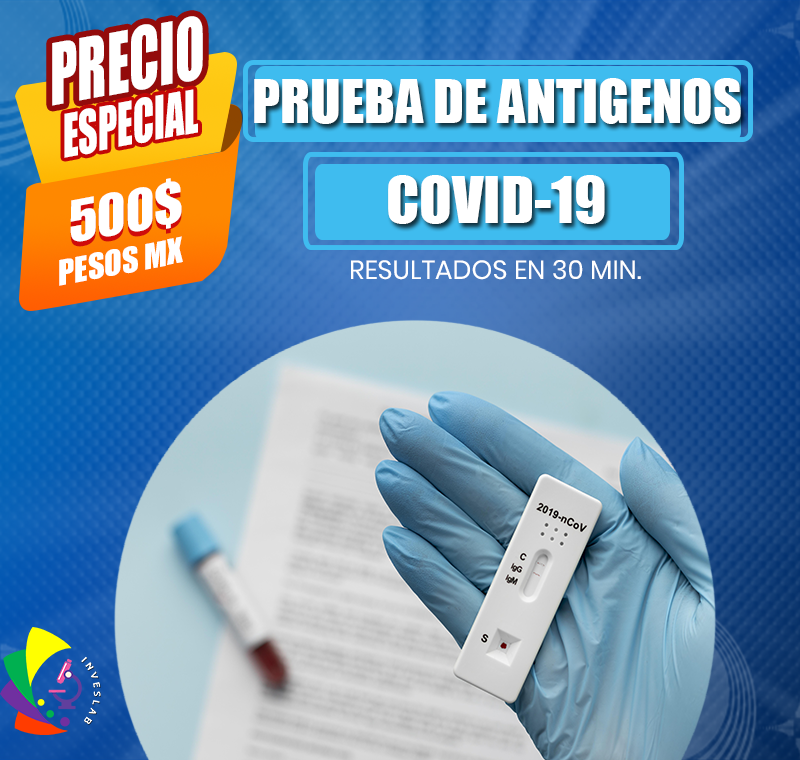 PRECIO
ESPECIAL
500$
PESOS MX
PRUEBA DE ANTIGENOS
COVID-19
RESULTADOS EN 30 MIN.
2019-nCoV
C
IgG
IgM
S
INVESLAB